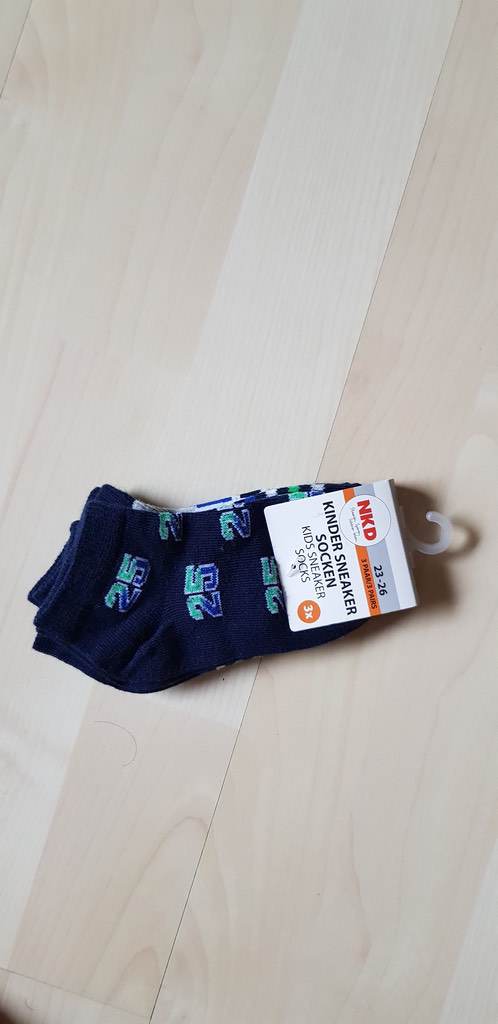 NKD
23-26
3 PAAR/3 PAIRS
KINDER SNEAKER
SOCKEN
KIDS SNEAKER
SOCKS
3x
25
25
25
25